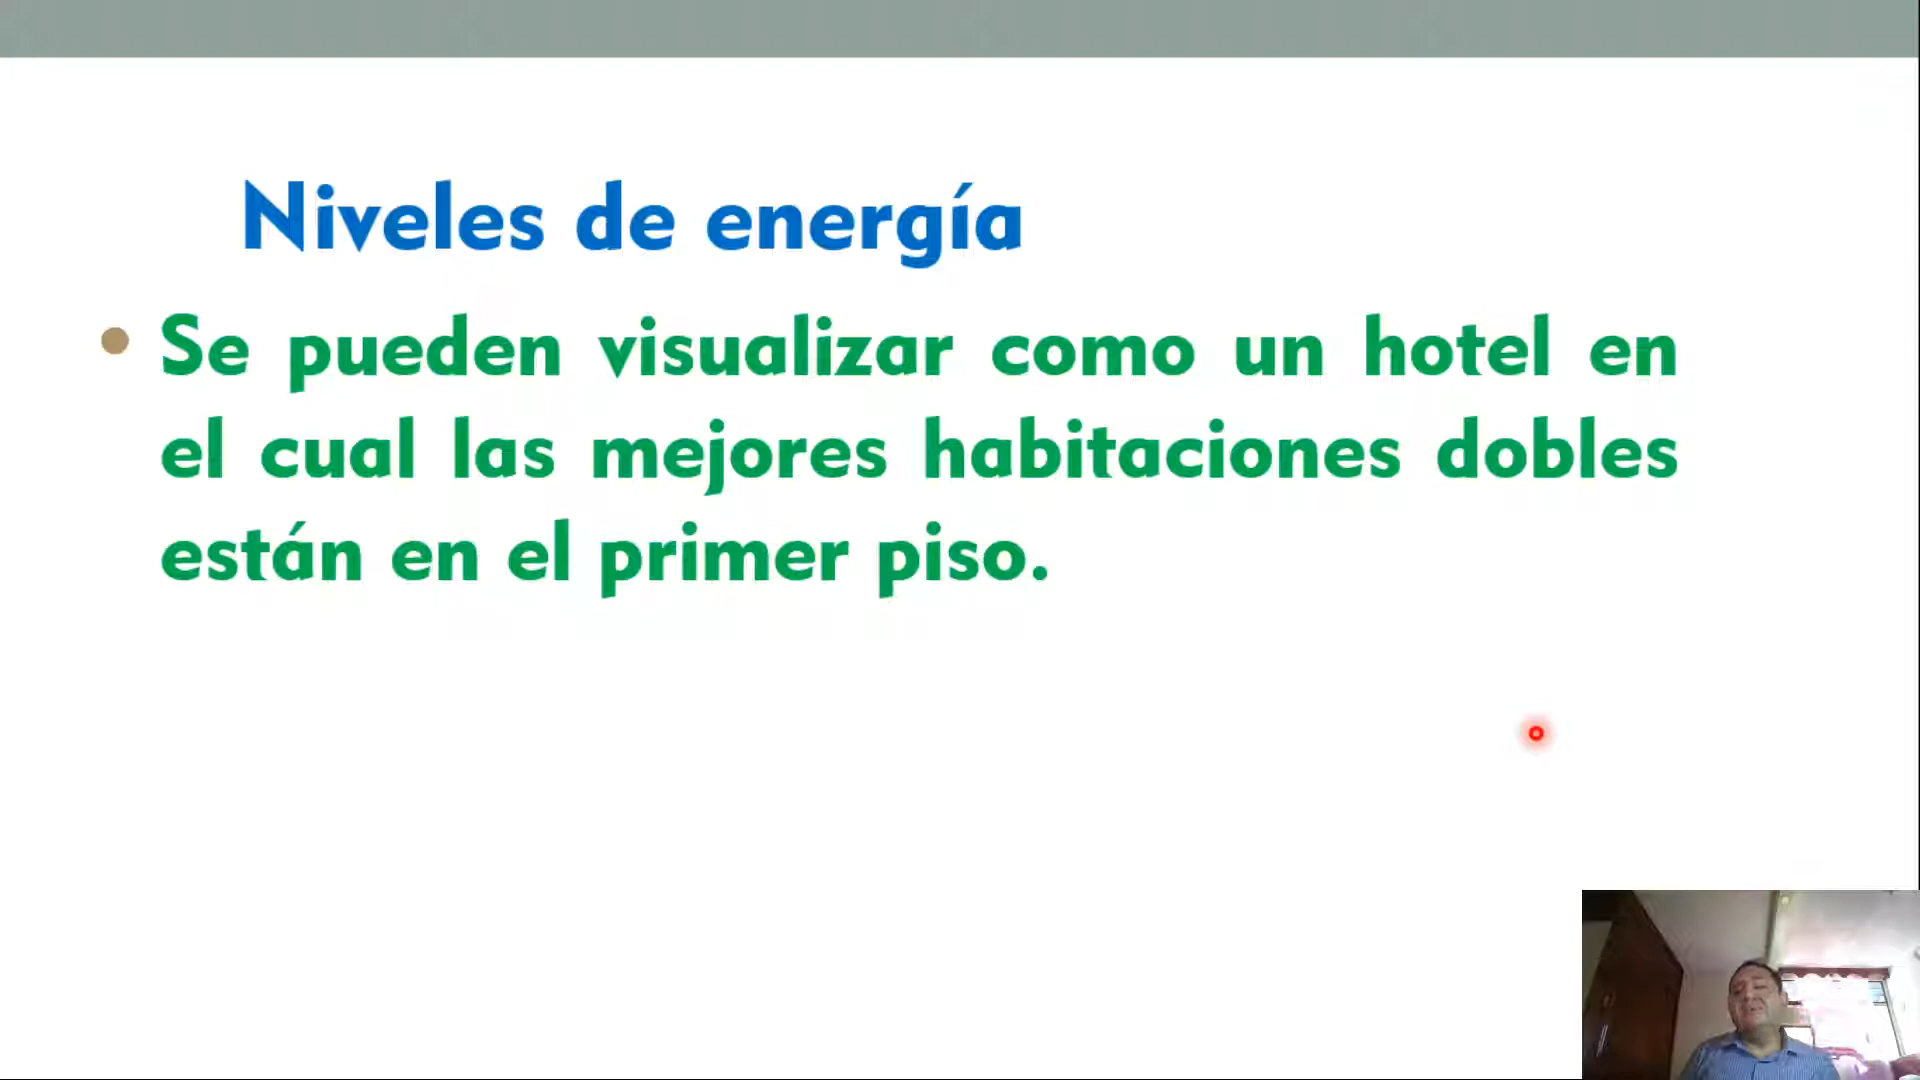 Niveles de energía
Se pueden visualizar como un hotel en
el cual las mejores habitaciones dobles
están en el primer piso.